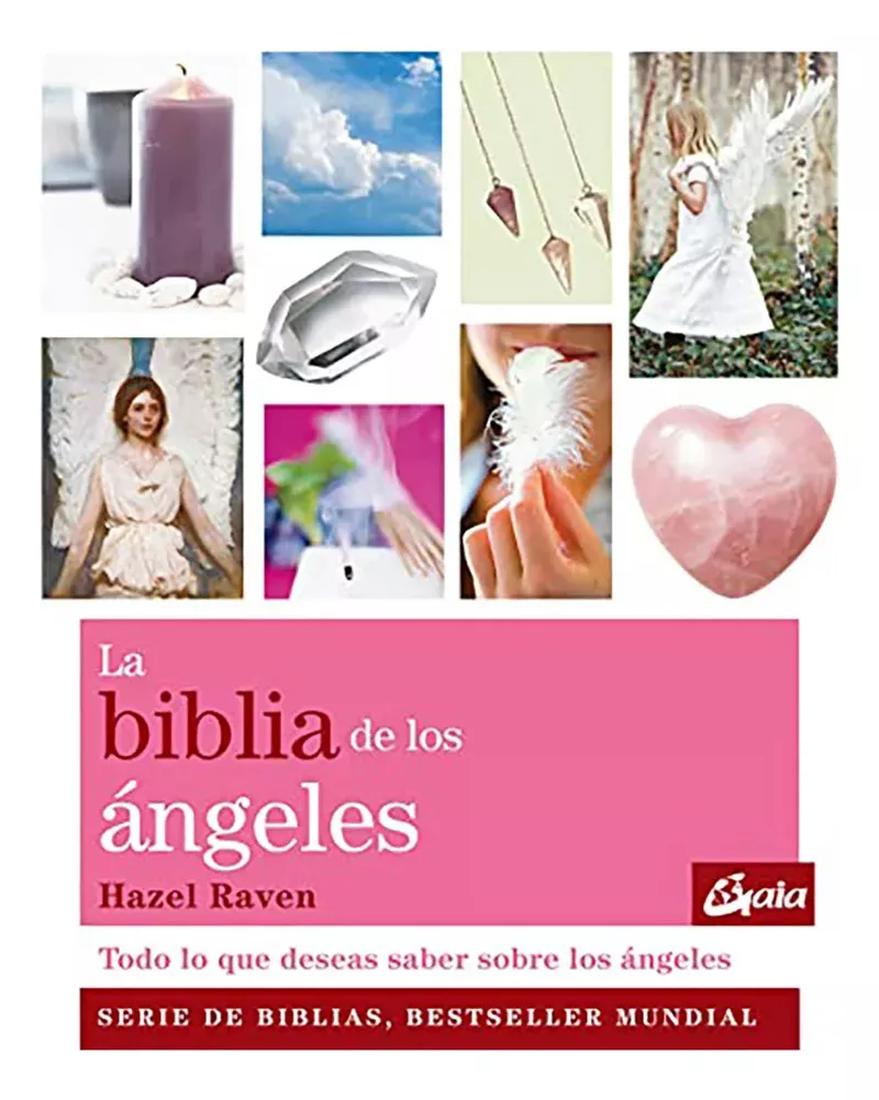 La
biblia de los
ángeles
Hazel Raven
Gaia
Todo lo que deseas saber sobre los ángeles
SERIE DE BIBLIAS, BESTSELLER MUNDIAL